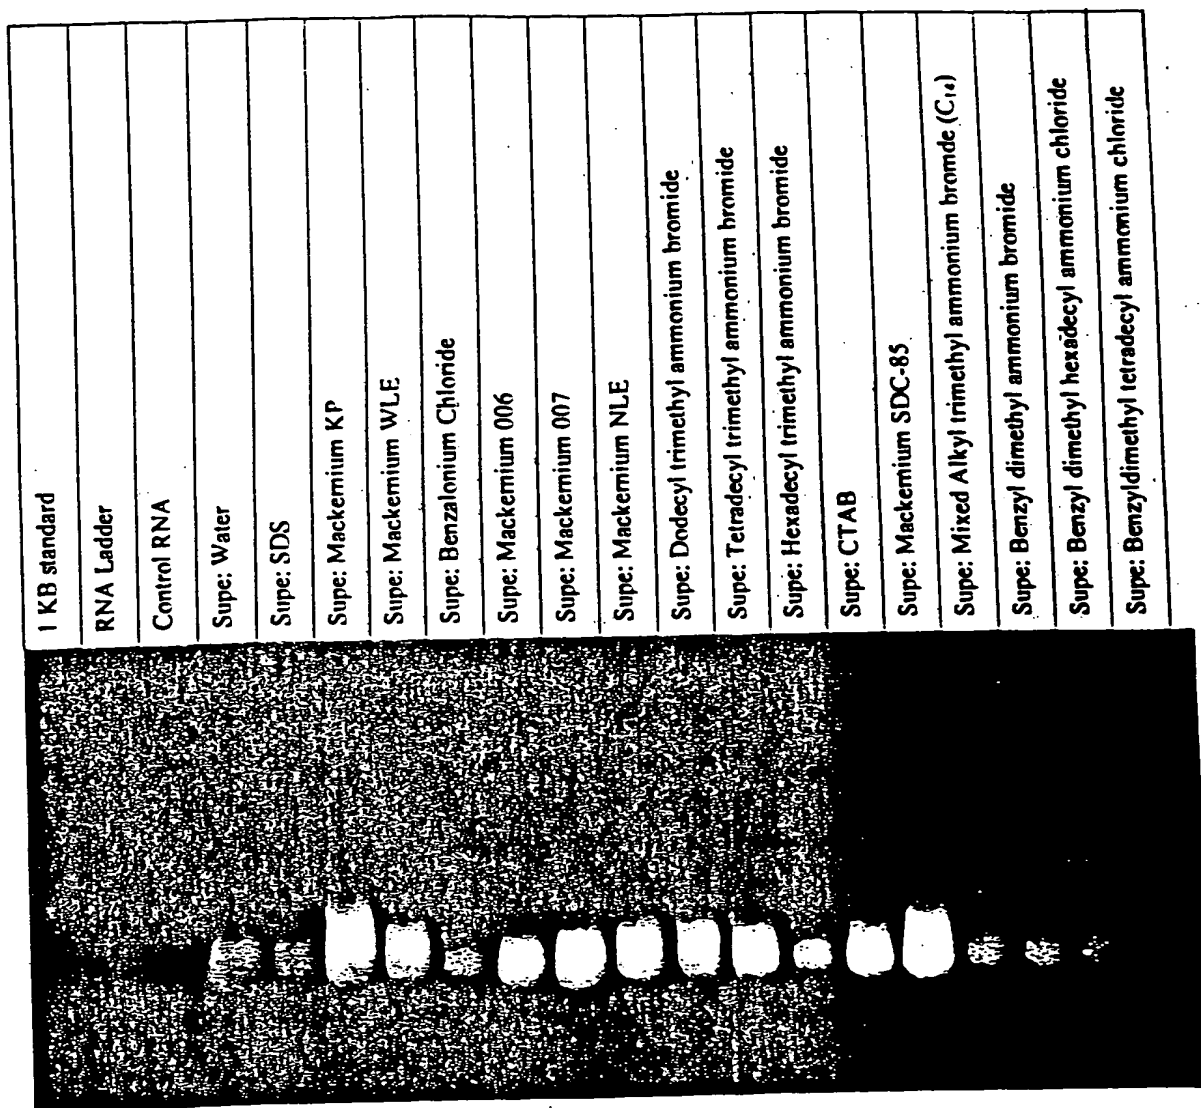 1 KB standard
RNA Ladder
Control RNA
Supe: Water
Supe: SDS
Supe: Mackernium KP
Supe: Mackernium WLE
Supe: Benzalonium Chloride
Supe: Mackernium 006
Supe: Mackernium 007
Supe: Mackernium NLE
Supe: Dodecyl trimethyl ammonium bromide
Supe: Tetradecyl trimethyl ammonium bromide
Supe: Hexadecyl trimethyl ammonium bromide
Supe: CTAB
Supe: Mackernium SDC-85
Supe: Mixed Alkyl trimethyl ammonium bromde (C₁₄)
Supe: Benzyl dimethyl ammonium bromide
Supe: Benzyl dimethyl hexadecyl ammonium chloride
Supe: Benzyldimethyl tetradecyl ammonium chloride